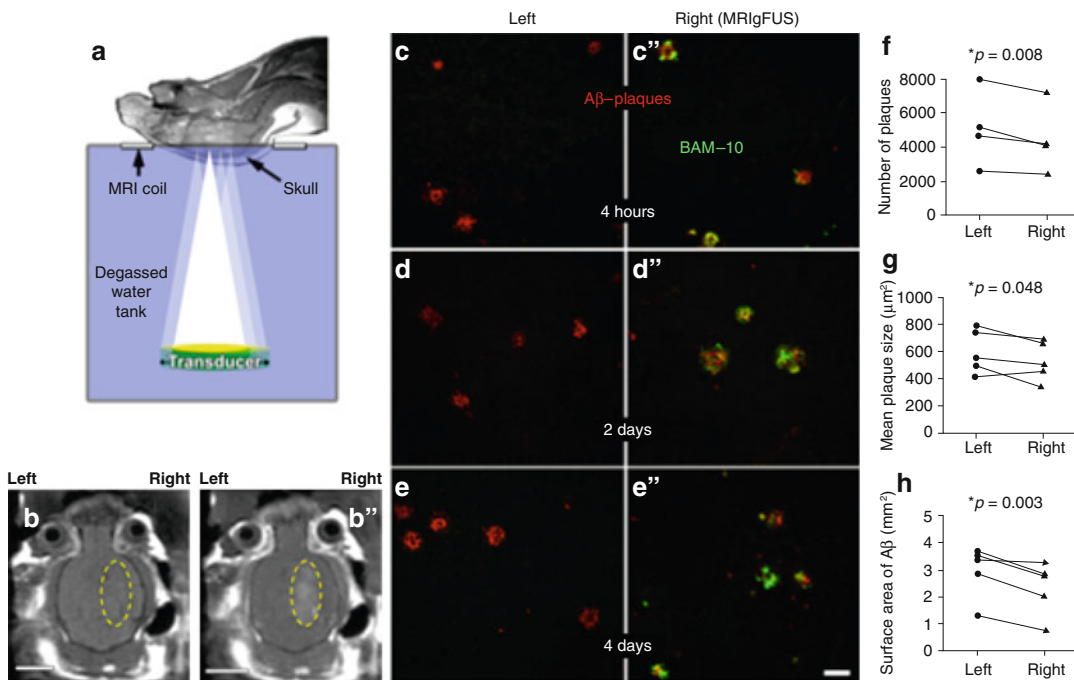 a
MRI coil
Skull
Degassed
water
tank
Transducer
Left
Right
Left
Right
b
b"
Left
Right (MRIgFUS)
c
c"
Aβ–plaques
BAM–10
4 hours
d
d"
2 days
e
e"
4 days
f
*p = 0.008
Number of plaques
8000
6000
4000
2000
0
Left
Right
g
*p = 0.048
Mean plaque size (μm²)
1000
800
600
400
200
0
Left
Right
h
*p = 0.003
Surface area of Aβ (mm²)
5
4
3
2
1
0
Left
Right